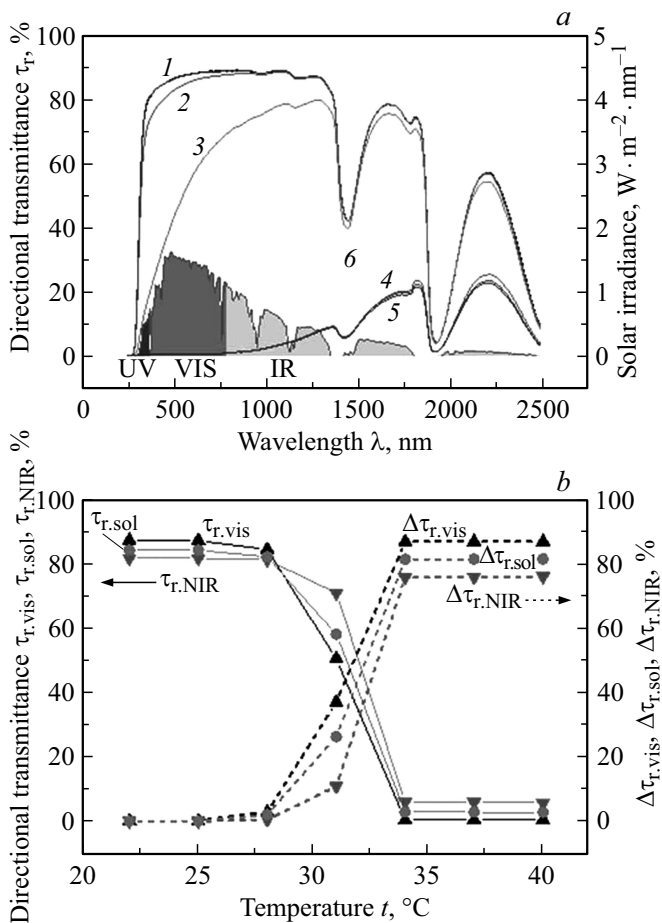 a
100
80
60
40
20
0
Directional transmittance τr, %
5
4
3
2
1
0
Solar irradiance, W · m−2 · nm−1
1
2
3
6
4
5
UV VIS IR
0 500 1000 1500 2000 2500
Wavelength λ, nm
b
100
80
60
40
20
0
Directional transmittance τr.vis, τr.sol, τr.NIR, %
100
80
60
40
20
0
Δτr.vis, Δτr.sol, Δτr.NIR, %
τr.sol
τr.vis
τr.NIR
Δτr.vis
Δτr.sol
Δτr.NIR
20 25 30 35 40
Temperature t, °C